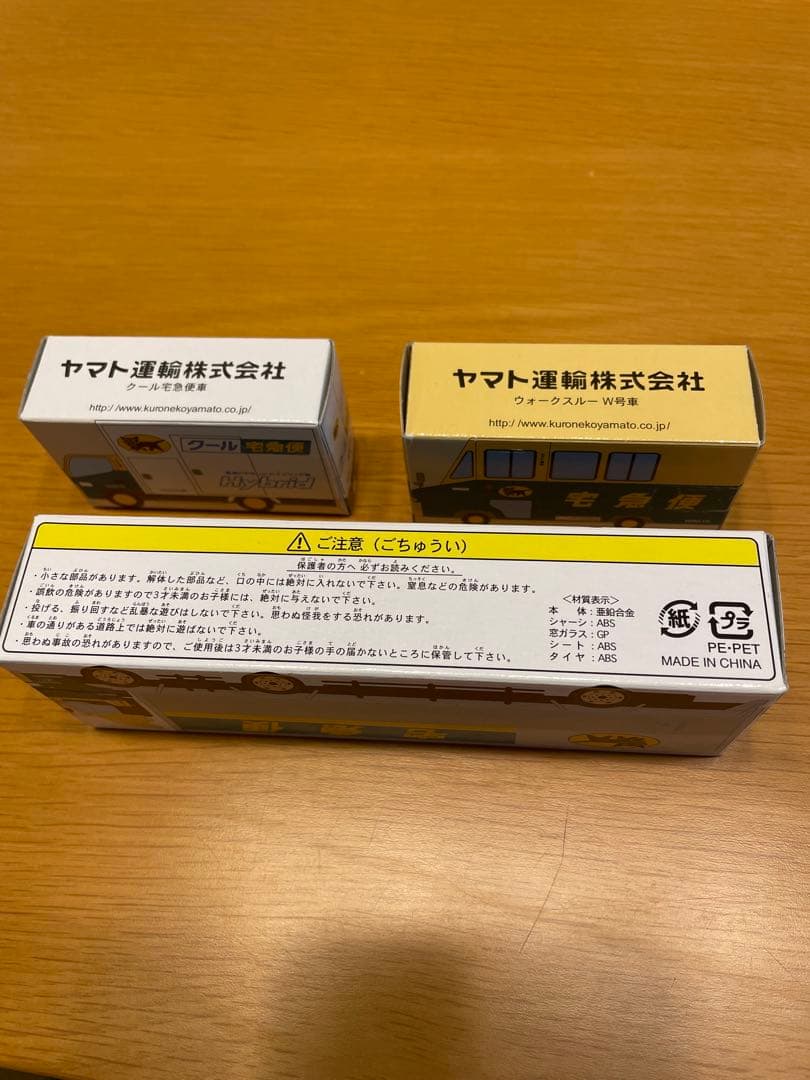 ヤマト運輸株式会社
クール宅急便車
http://www.kuronekoyamato.co.jp/
クール 宅急便
Hybrid
ヤマト運輸株式会社
ウォークスルー W号車
http://www.kuronekoyamato.co.jp/
宅急便
ご注意(ごちゅうい)
保護者の方へ 必ずお読みください。
・小さな部品があります。解体した部品など、口の中には絶対に入れないで下さい。窒息などの危険があります。
・誤飲の危険がありますので3才未満のお子様には、絶対に与えないで下さい。
・投げる、振り回すなど乱暴な遊びはしないで下さい。思わぬ怪我をする恐れがあります。
・車の通りがある道路上では絶対に遊ばないで下さい。
・思わぬ事故の恐れがありますので、ご使用後は3才未満のお子様の手の届かないところに保管して下さい。
<材質表示>
本体:亜鉛合金
シャーシ:ABS
窓ガラス:GP
シート:ABS
タイヤ:ABS
紙
プラ
PE・PET
MADE IN CHINA
宅急便